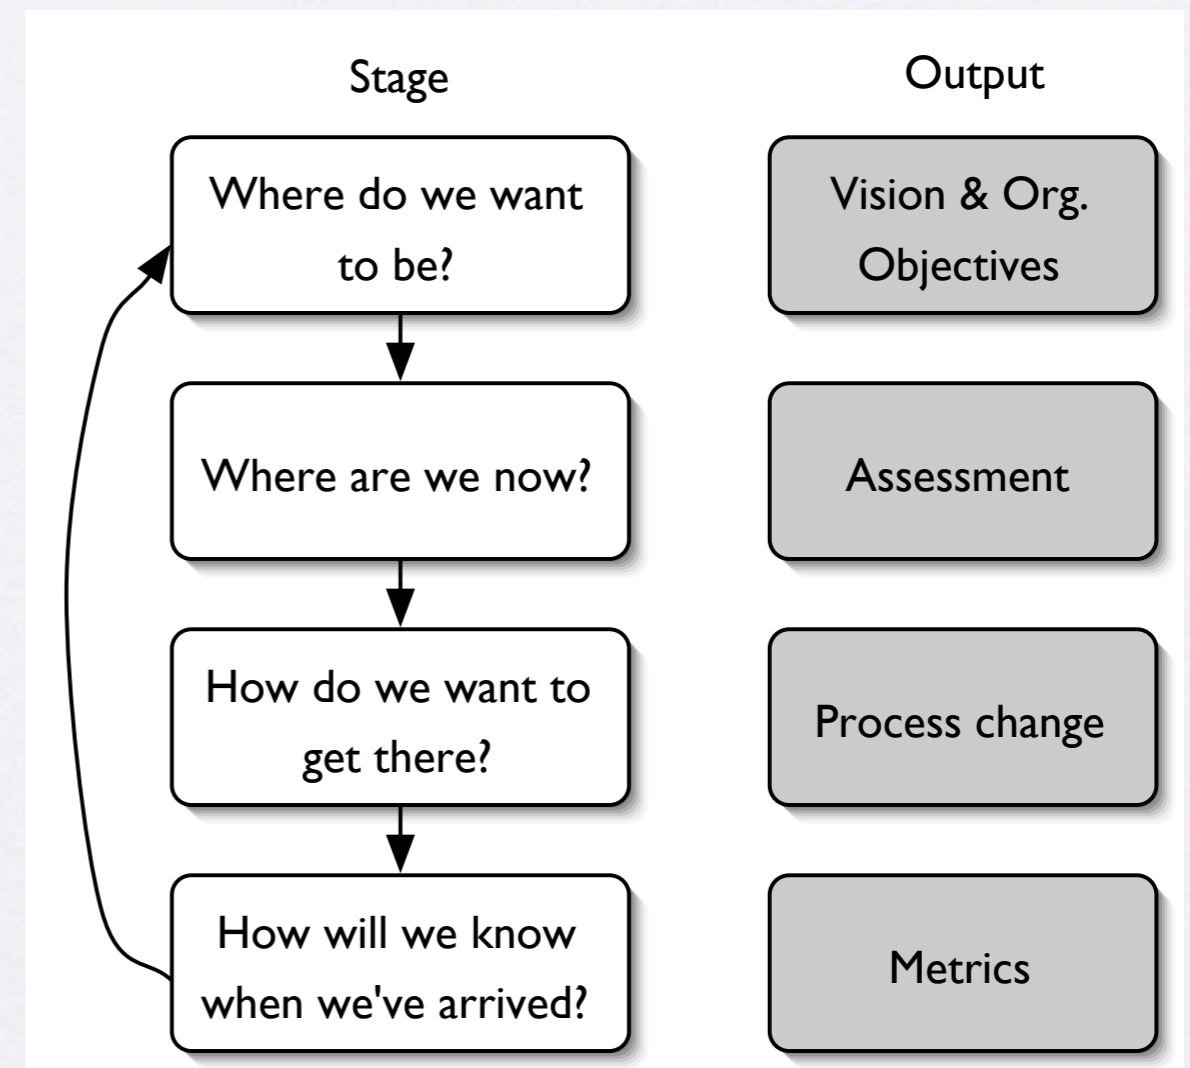 Stage
Output
Where do we want
to be?
Vision & Org.
Objectives
Where are we now?
Assessment
How do we want to
get there?
Process change
How will we know
when we've arrived?
Metrics